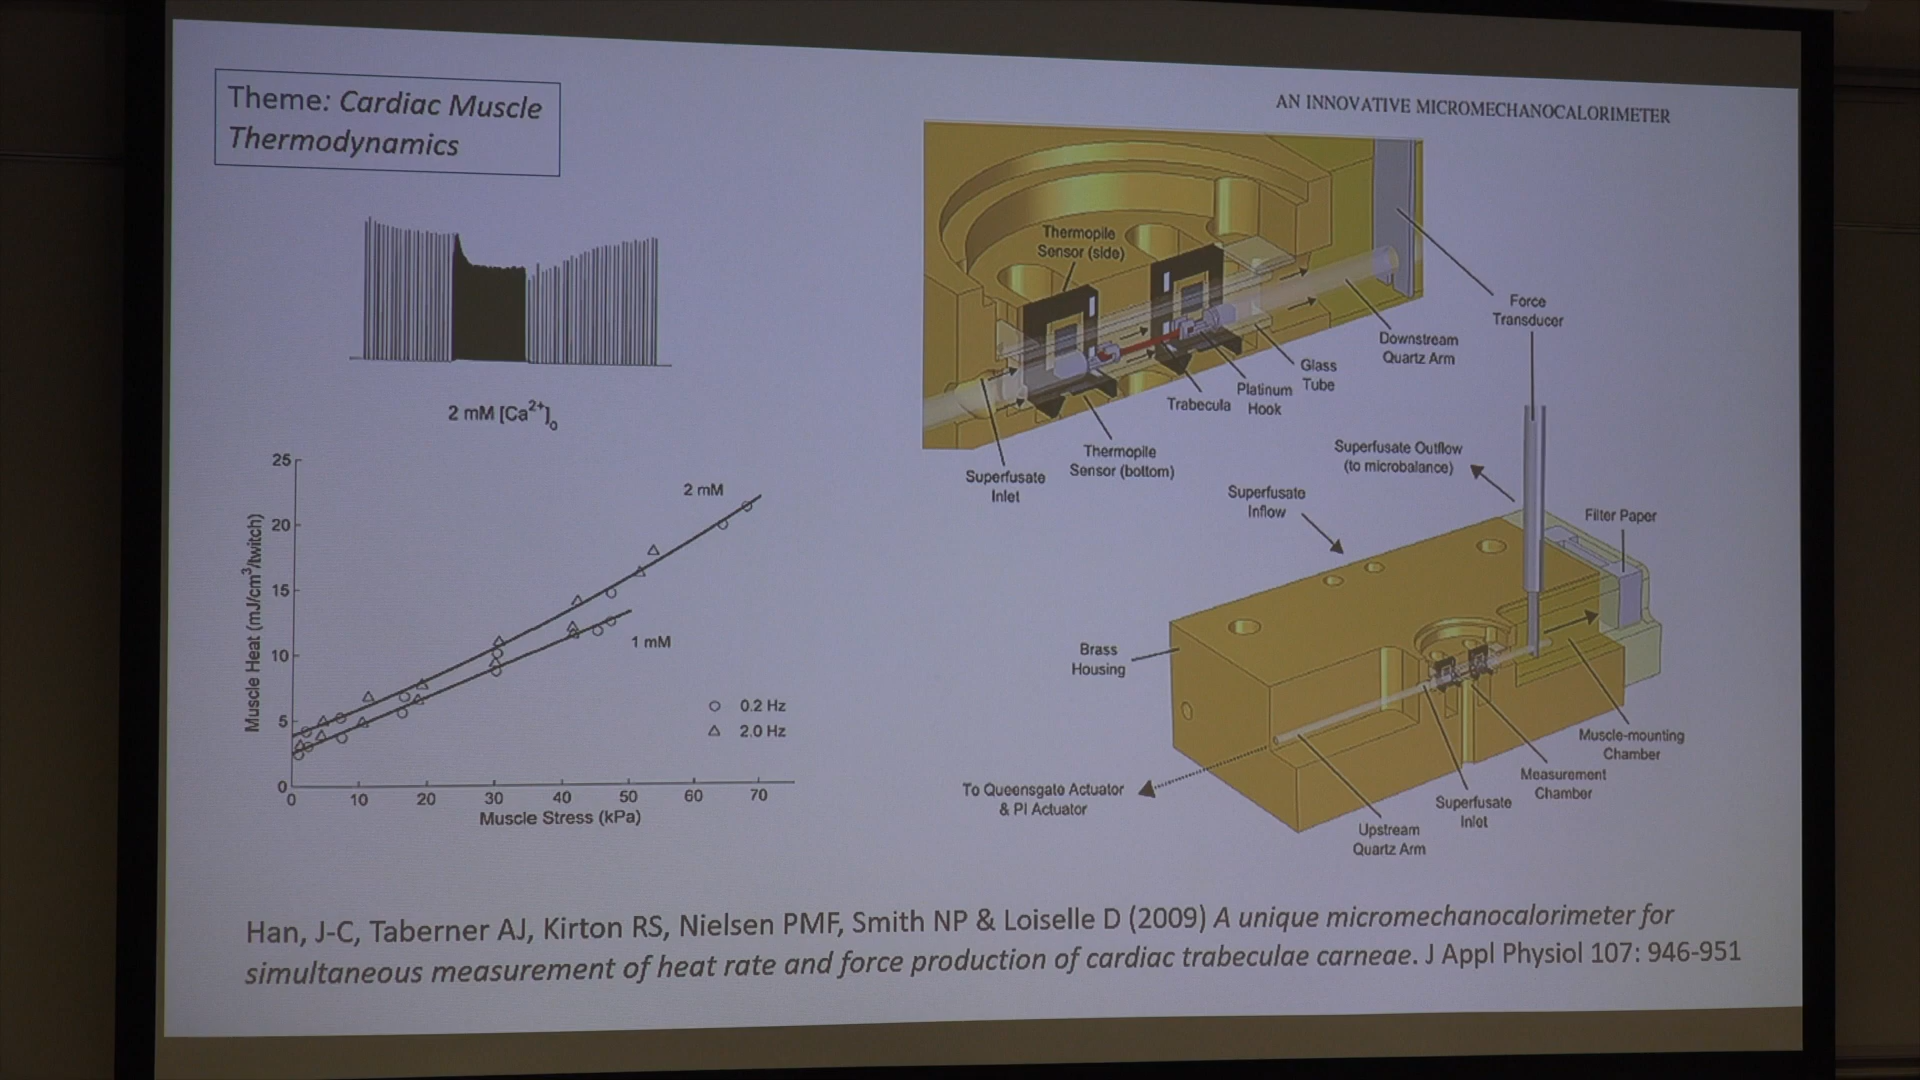 Theme: Cardiac Muscle
Thermodynamics
2 mM [Ca2+]o
25
20
15
10
5
0
Muscle Heat (mJ/cm3/twitch)
2 mM
1 mM
0.2 Hz
2.0 Hz
0 10 20 30 40 50 60 70
Muscle Stress (kPa)
AN INNOVATIVE MICROMECHANOCALORIMETER
Thermopile
Sensor (side)
Force
Transducer
Downstream
Quartz Arm
Glass
Tube
Platinum
Hook
Trabecula
Thermopile
Sensor (bottom)
Superfusate
Inlet
Superfusate Outflow
(to microbalance)
Superfusate
Inflow
Filter Paper
Brass
Housing
Muscle-mounting
Chamber
Measurement
Chamber
To Queensgate Actuator
& PI Actuator
Superfusate
Inlet
Upstream
Quartz Arm
Han, J-C, Taberner AJ, Kirton RS, Nielsen PMF, Smith NP & Loiselle D (2009) A unique micromechanocalorimeter for
simultaneous measurement of heat rate and force production of cardiac trabeculae carneae. J Appl Physiol 107: 946-951